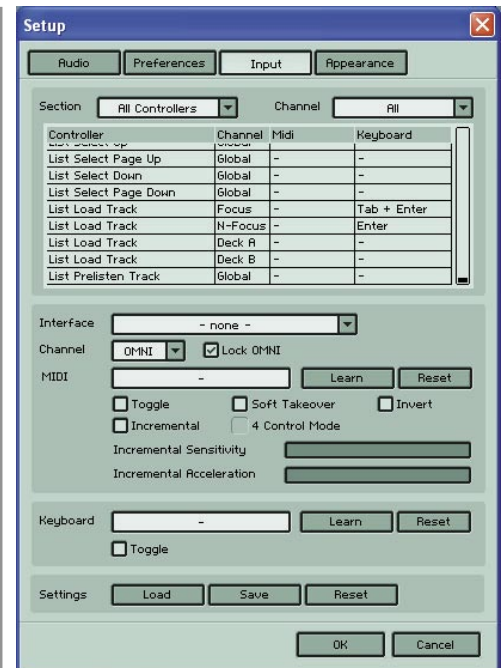 Setup
Audio Preferences Input Appearance
Section All Controllers Channel All
Controller Channel Midi Keyboard
List Select Up Global - -
List Select Page Up Global - -
List Select Down Global - -
List Select Page Down Global - -
List Load Track Focus - Tab + Enter
List Load Track N-Focus - Enter
List Load Track Deck A - -
List Load Track Deck B - -
List Prelisten Track Global - -
Interface - none -
Channel OMNI Lock OMNI
MIDI - Learn Reset
Toggle Soft Takeover Invert
Incremental 4 Control Mode
Incremental Sensitivity
Incremental Acceleration
Keyboard - Learn Reset
Toggle
Settings Load Save Reset
OK Cancel